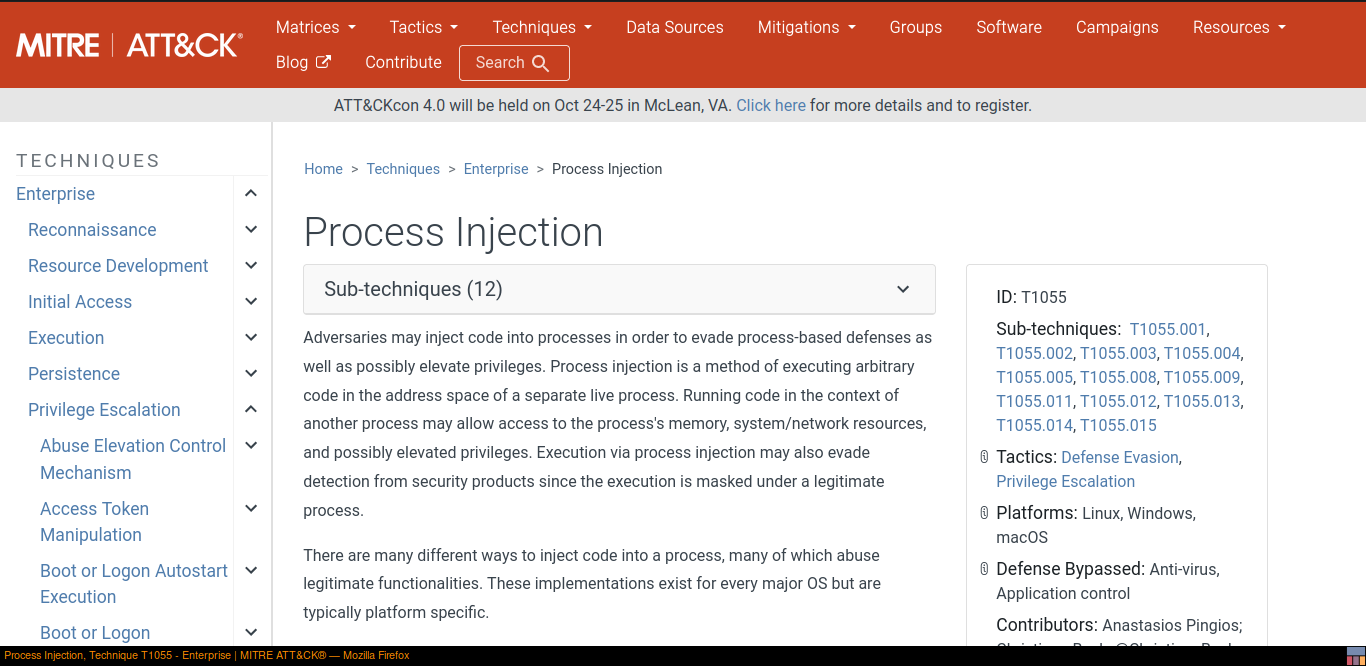 MITRE | ATT&CK®
Matrices Tactics Techniques Data Sources Mitigations Groups Software Campaigns Resources
Blog Contribute Search
ATT&CKcon 4.0 will be held on Oct 24-25 in McLean, VA. Click here for more details and to register.
TECHNIQUES
Enterprise
Reconnaissance
Resource Development
Initial Access
Execution
Persistence
Privilege Escalation
Abuse Elevation Control
Mechanism
Access Token
Manipulation
Boot or Logon Autostart
Execution
Boot or Logon
Home > Techniques > Enterprise > Process Injection
Process Injection
Sub-techniques (12)
Adversaries may inject code into processes in order to evade process-based defenses as
well as possibly elevate privileges. Process injection is a method of executing arbitrary
code in the address space of a separate live process. Running code in the context of
another process may allow access to the process's memory, system/network resources,
and possibly elevated privileges. Execution via process injection may also evade
detection from security products since the execution is masked under a legitimate
process.
There are many different ways to inject code into a process, many of which abuse
legitimate functionalities. These implementations exist for every major OS but are
typically platform specific.
ID: T1055
Sub-techniques: T1055.001,
T1055.002, T1055.003, T1055.004,
T1055.005, T1055.008, T1055.009,
T1055.011, T1055.012, T1055.013,
T1055.014, T1055.015
Tactics: Defense Evasion,
Privilege Escalation
Platforms: Linux, Windows,
macOS
Defense Bypassed: Anti-virus,
Application control
Contributors: Anastasios Pingios;
Process Injection, Technique T1055 - Enterprise | MITRE ATT&CK® — Mozilla Firefox